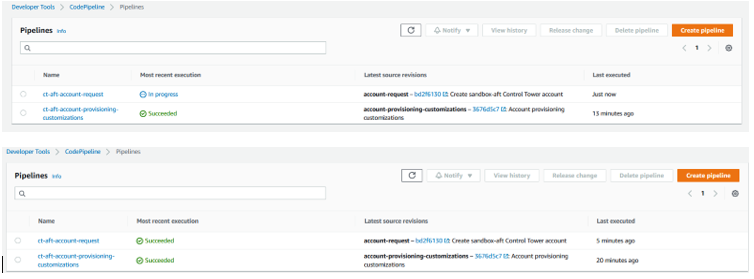 Developer Tools > CodePipeline > Pipelines
Pipelines Info
Notify ▼ View history Release change Delete pipeline Create pipeline
< 1 >
Name Most recent execution Latest source revisions Last executed
ct-aft-account-request In progress account-request – bd2f6130 Create sandbox-aft Control Tower account Just now
ct-aft-account-provisioning-customizations Succeeded account-provisioning-customizations – 3676d5c7 Account provisioning customizations 13 minutes ago
Developer Tools > CodePipeline > Pipelines
Pipelines Info
Notify ▼ View history Release change Delete pipeline Create pipeline
< 1 >
Name Most recent execution Latest source revisions Last executed
ct-aft-account-request Succeeded account-request – bd2f6130 Create sandbox-aft Control Tower account 5 minutes ago
ct-aft-account-provisioning-customizations Succeeded account-provisioning-customizations – 3676d5c7 Account provisioning customizations 20 minutes ago